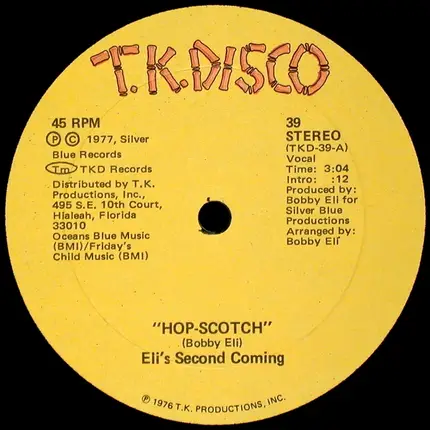 T.K.DISCO
45 RPM
Ⓟ Ⓒ 1977, Silver
Blue Records
Tm TKD Records
Distributed by T.K.
Productions, Inc.,
495 S.E. 10th Court,
Hialeah, Florida
33010
Oceans Blue Music
(BMI)/Friday's
Child Music (BMI)
39
STEREO
(TKD-39-A)
Vocal
Time: 3:04
Intro: :12
Produced by:
Bobby Eli for
Silver Blue
Productions
Arranged by:
Bobby Eli
"HOP-SCOTCH"
(Bobby Eli)
Eli's Second Coming
Ⓟ 1976 T.K. PRODUCTIONS, INC.